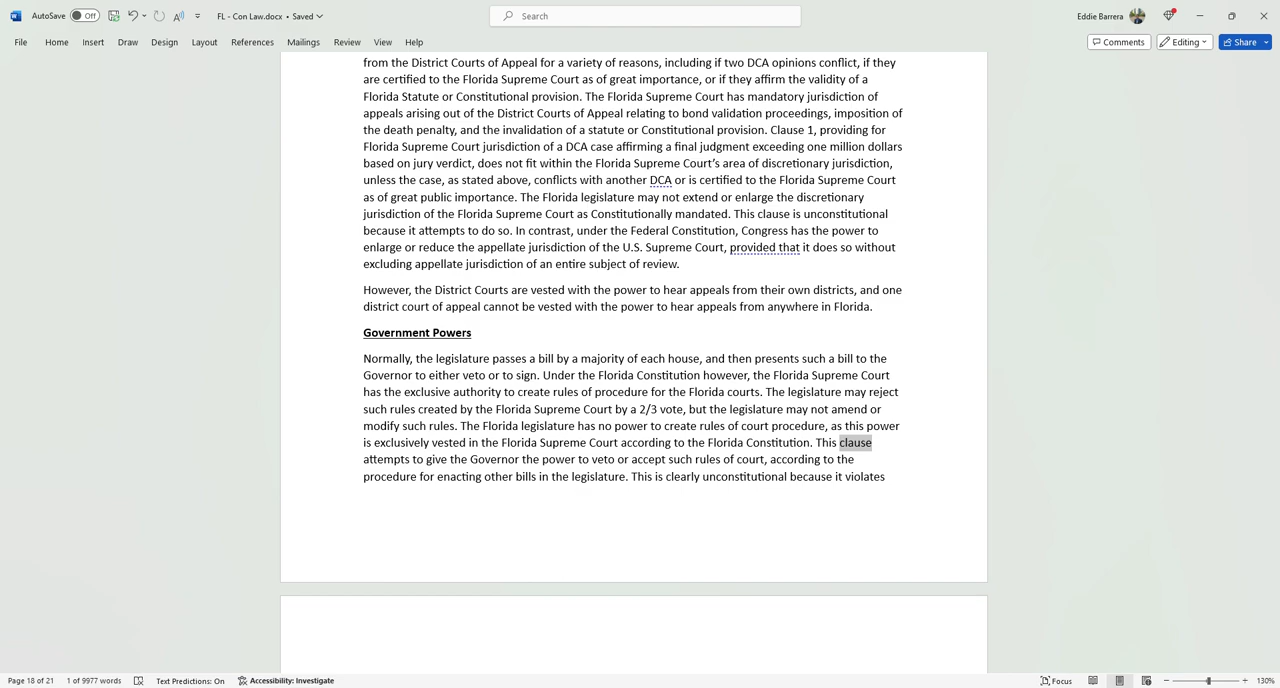 AutoSave Off FL - Con Law.docx • Saved Search Eddie Barrera
File Home Insert Draw Design Layout References Mailings Review View Help Comments Editing Share
from the District Courts of Appeal for a variety of reasons, including if two DCA opinions conflict, if they
are certified to the Florida Supreme Court as of great importance, or if they affirm the validity of a
Florida Statute or Constitutional provision. The Florida Supreme Court has mandatory jurisdiction of
appeals arising out of the District Courts of Appeal relating to bond validation proceedings, imposition of
the death penalty, and the invalidation of a statute or Constitutional provision. Clause 1, providing for
Florida Supreme Court jurisdiction of a DCA case affirming a final judgment exceeding one million dollars
based on jury verdict, does not fit within the Florida Supreme Court's area of discretionary jurisdiction,
unless the case, as stated above, conflicts with another DCA or is certified to the Florida Supreme Court
as of great public importance. The Florida legislature may not extend or enlarge the discretionary
jurisdiction of the Florida Supreme Court as Constitutionally mandated. This clause is unconstitutional
because it attempts to do so. In contrast, under the Federal Constitution, Congress has the power to
enlarge or reduce the appellate jurisdiction of the U.S. Supreme Court, provided that it does so without
excluding appellate jurisdiction of an entire subject of review.
However, the District Courts are vested with the power to hear appeals from their own districts, and one
district court of appeal cannot be vested with the power to hear appeals from anywhere in Florida.
Government Powers
Normally, the legislature passes a bill by a majority of each house, and then presents such a bill to the
Governor to either veto or to sign. Under the Florida Constitution however, the Florida Supreme Court
has the exclusive authority to create rules of procedure for the Florida courts. The legislature may reject
such rules created by the Florida Supreme Court by a 2/3 vote, but the legislature may not amend or
modify such rules. The Florida legislature has no power to create rules of court procedure, as this power
is exclusively vested in the Florida Supreme Court according to the Florida Constitution. This clause
attempts to give the Governor the power to veto or accept such rules of court, according to the
procedure for enacting other bills in the legislature. This is clearly unconstitutional because it violates
Page 18 of 21 1 of 9977 words Text Predictions: On Accessibility: Investigate Focus 130%